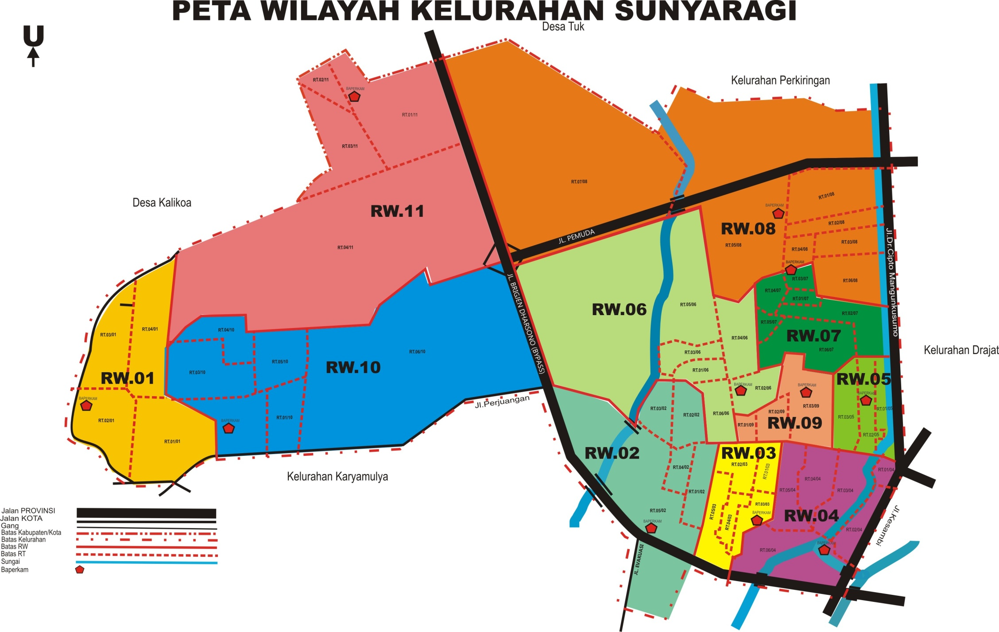 PETA WILAYAH KELURAHAN SUNYARAGI
Desa Tuk
U
Kelurahan Perkiringan
RT.02/11
BAPERKAM
RT.01/11
RT.03/11
RT.07/08
Desa Kalikoa
RW.11
RT.04/11
JL. PEMUDA
RT.01/08
BAPERKAM
RW.08
RT.02/08
RT.05/08
RT.03/08
RT.04/08
BAPERKAM
RT.06/08
Jl.Dr.Cipto Mangunkusumo
RT.03/07
RT.04/07
RT.01/07
RT.02/07
RT.05/07
RW.07
RT.06/07
Kelurahan Drajat
JL. BRIGJEN DHARSONO (BYPASS)
RW.06
RT.05/06
RT.04/06
RT.03/06
RT.01/06
BAPERKAM
RT.02/06
RT.06/06
RT.03/01
RT.04/01
RW.01
BAPERKAM
RT.02/01
RT.01/01
RT.04/10
RT.03/10
RT.05/10
RW.10
RT.06/10
RT.01/10
BAPERKAM
Jl.Perjuangan
Kelurahan Karyamulya
BAPERKAM
RT.03/09
RT.02/09
RW.09
RT.01/09
RW.05
BAPERKAM
RT.01/05
RT.03/05
RT.02/05
RT.03/02
RT.02/02
RW.02
RT.04/02
RT.01/02
RT.05/02
BAPERKAM
JL. EVAKUASI
RW.03
RT.02/03
RT.01/03
RT.03/03
BAPERKAM
RT.05/03
RT.04/03
RT.01/04
RT.04/04
RT.05/04
RT.03/04
RW.04
RT.02/04
BAPERKAM
RT.06/04
Jl.Kesambi
Jalan PROVINSI
Jalan KOTA
Gang
Batas Kabupaten/Kota
Batas Kelurahan
Batas RW
Batas RT
Sungai
Baperkam